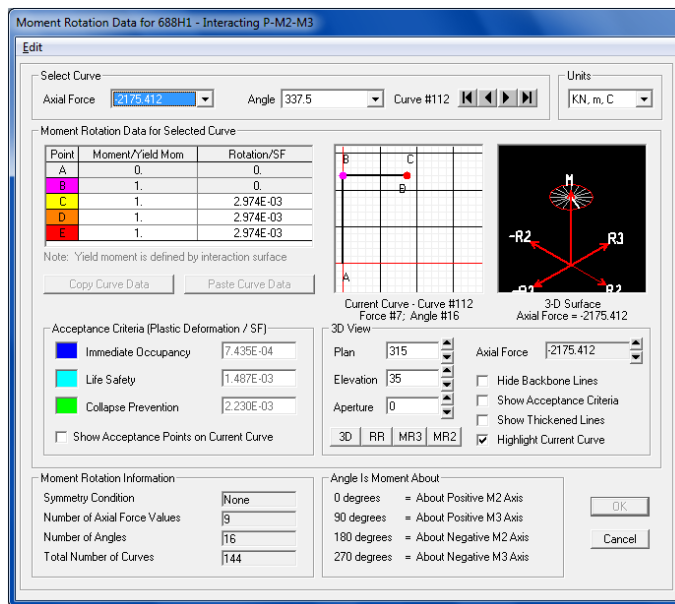 Moment Rotation Data for 688H1 - Interacting P-M2-M3
Edit
Select Curve
Axial Force -2175.412 Angle 337.5 Curve #112
Units
KN, m, C
Moment Rotation Data for Selected Curve
Point Moment/Yield Mom Rotation/SF
A 0. 0.
B 1. 0.
C 1. 2.974E-03
D 1. 2.974E-03
E 1. 2.974E-03
Note: Yield moment is defined by interaction surface
Copy Curve Data Paste Curve Data
B C
D
A
Current Curve - Curve #112
Force #7; Angle #16
M
-R2 R3
-R3 R2
3-D Surface
Axial Force = -2175.412
Acceptance Criteria (Plastic Deformation / SF)
Immediate Occupancy 7.435E-04
Life Safety 1.487E-03
Collapse Prevention 2.230E-03
Show Acceptance Points on Current Curve
3D View
Plan 315
Elevation 35
Aperture 0
3D RR MR3 MR2
Axial Force -2175.412
Hide Backbone Lines
Show Acceptance Criteria
Show Thickened Lines
Highlight Current Curve
Moment Rotation Information
Symmetry Condition None
Number of Axial Force Values 9
Number of Angles 16
Total Number of Curves 144
Angle Is Moment About
0 degrees = About Positive M2 Axis
90 degrees = About Positive M3 Axis
180 degrees = About Negative M2 Axis
270 degrees = About Negative M3 Axis
OK
Cancel